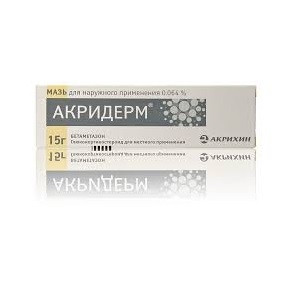 МАЗЬ для наружного применения 0.064 %
АКРИДЕРМ®
15г
БЕТАМЕТАЗОН
Глюкокортикостероид для местного применения
АКРИХИН